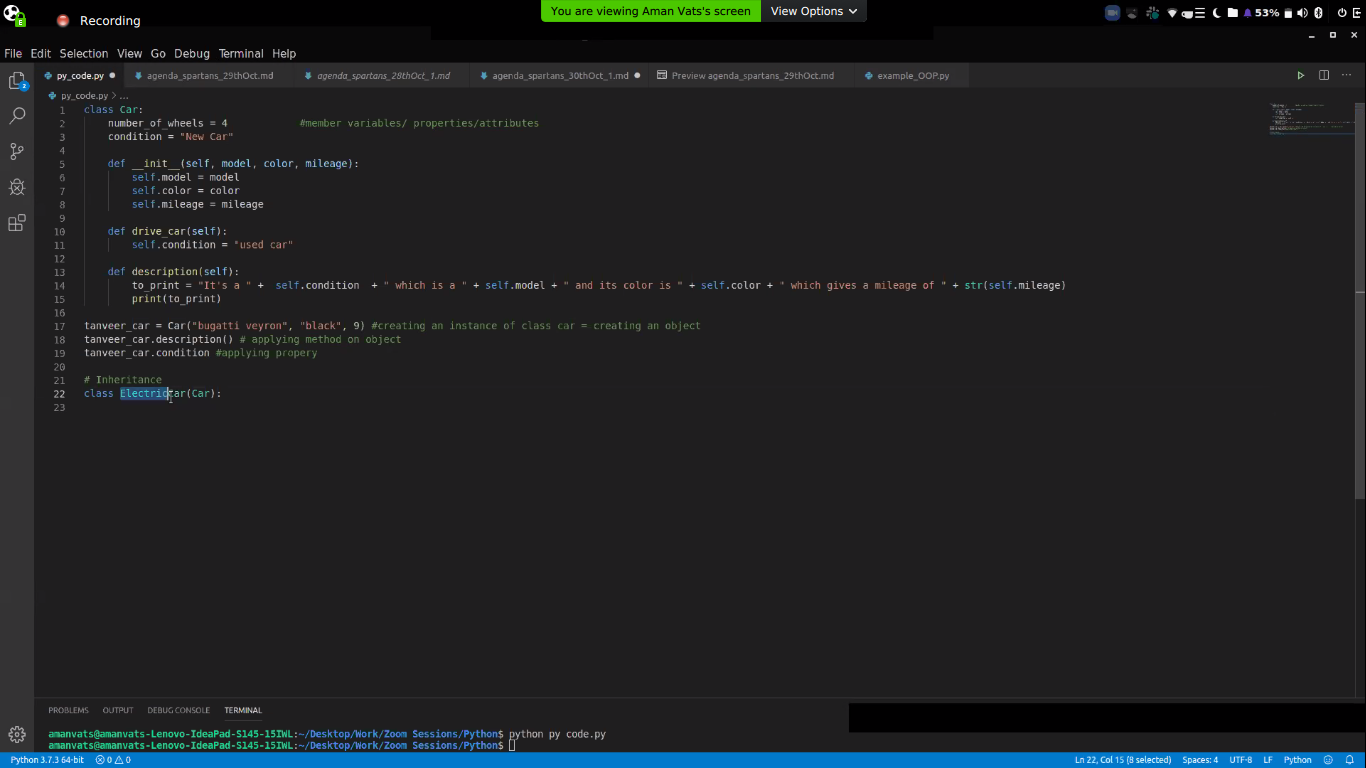 You are viewing Aman Vats's screen View Options
Recording
53%
File Edit Selection View Go Debug Terminal Help
py_code.py agenda_spartans_29thOct.md agenda_spartans_28thOct_1.md agenda_spartans_30thOct_1.md Preview agenda_spartans_29thOct.md example_OOP.py
py_code.py > ...
1 class Car:
2 number_of_wheels = 4 #member variables/ properties/attributes
3 condition = "New Car"
4
5 def __init__(self, model, color, mileage):
6 self.model = model
7 self.color = color
8 self.mileage = mileage
9
10 def drive_car(self):
11 self.condition = "used car"
12
13 def description(self):
14 to_print = "It's a " + self.condition + " which is a " + self.model + " and its color is " + self.color + " which gives a mileage of " + str(self.mileage)
15 print(to_print)
16
17 tanveer_car = Car("bugatti veyron", "black", 9) #creating an instance of class car = creating an object
18 tanveer_car.description() # applying method on object
19 tanveer_car.condition #applying propery
20
21 # Inheritance
22 class ElectricCar(Car):
23
PROBLEMS OUTPUT DEBUG CONSOLE TERMINAL
amanvats@amanvats-Lenovo-IdeaPad-S145-15IWL:~/Desktop/Work/Zoom Sessions/Python$ python py code.py
amanvats@amanvats-Lenovo-IdeaPad-S145-15IWL:~/Desktop/Work/Zoom Sessions/Python$
Python 3.7.3 64-bit 0 0 Ln 22, Col 15 (8 selected) Spaces: 4 UTF-8 LF Python